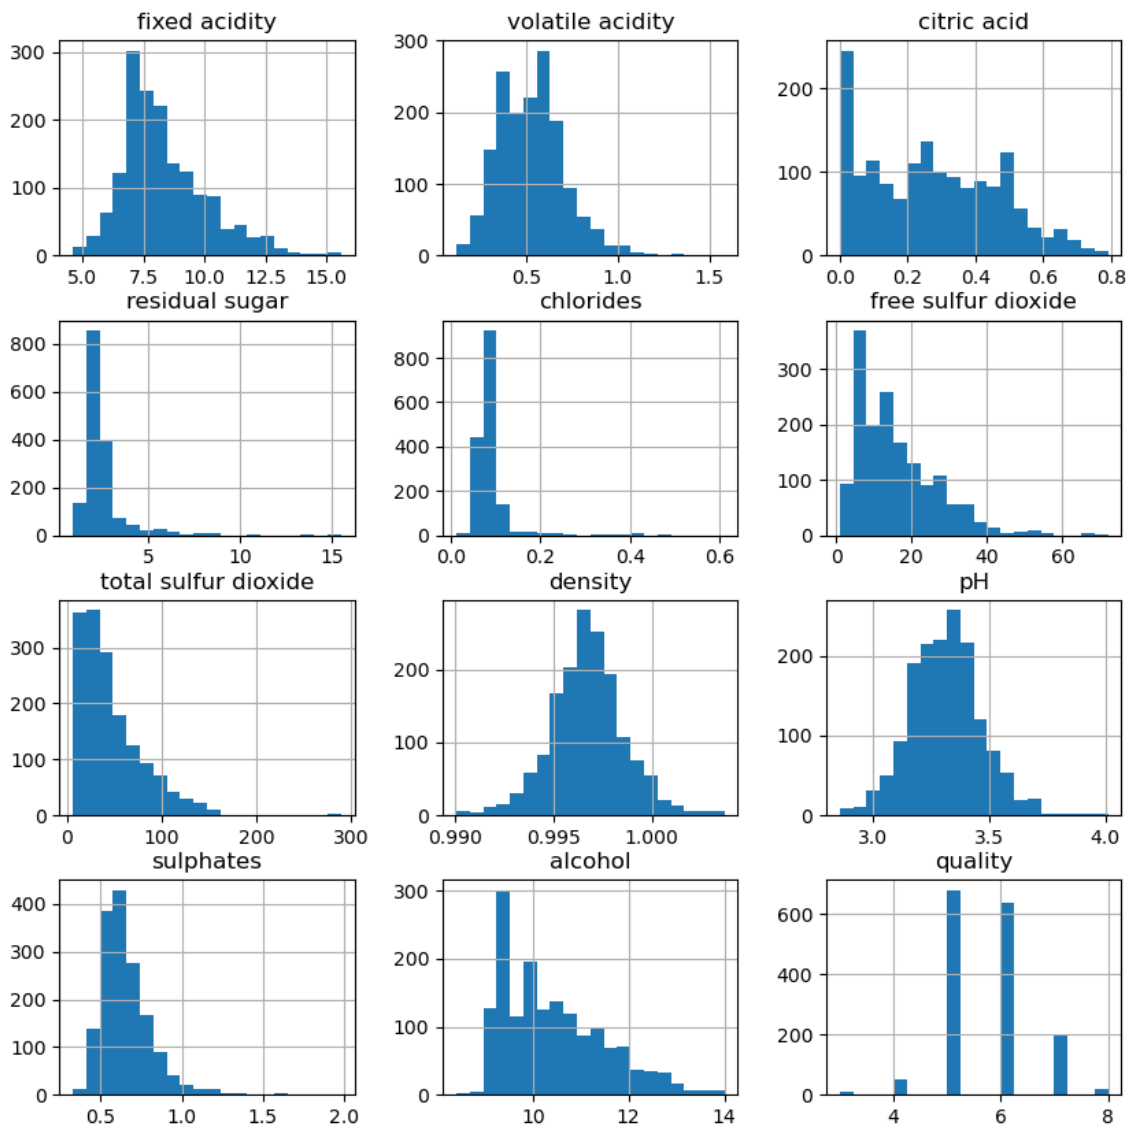 fixed acidity
300
200
100
0
5.0 7.5 10.0 12.5 15.0
volatile acidity
300
200
100
0
0.5 1.0 1.5
citric acid
200
100
0
0.0 0.2 0.4 0.6 0.8
residual sugar
800
600
400
200
0
5 10 15
chlorides
800
600
400
200
0
0.0 0.2 0.4 0.6
free sulfur dioxide
300
200
100
0
0 20 40 60
total sulfur dioxide
300
200
100
0
0 100 200 300
density
200
100
0
0.990 0.995 1.000
pH
200
100
0
3.0 3.5 4.0
sulphates
400
300
200
100
0
0.5 1.0 1.5 2.0
alcohol
300
200
100
0
10 12 14
quality
600
400
200
0
4 6 8